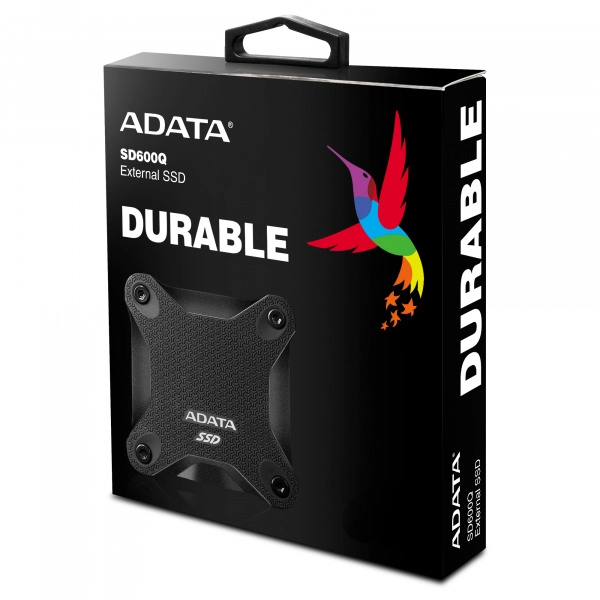 ADATA®
SD600Q
External SSD
DURABLE
ADATA
SSD
DURABLE
ADATA
SD600Q
External SSD